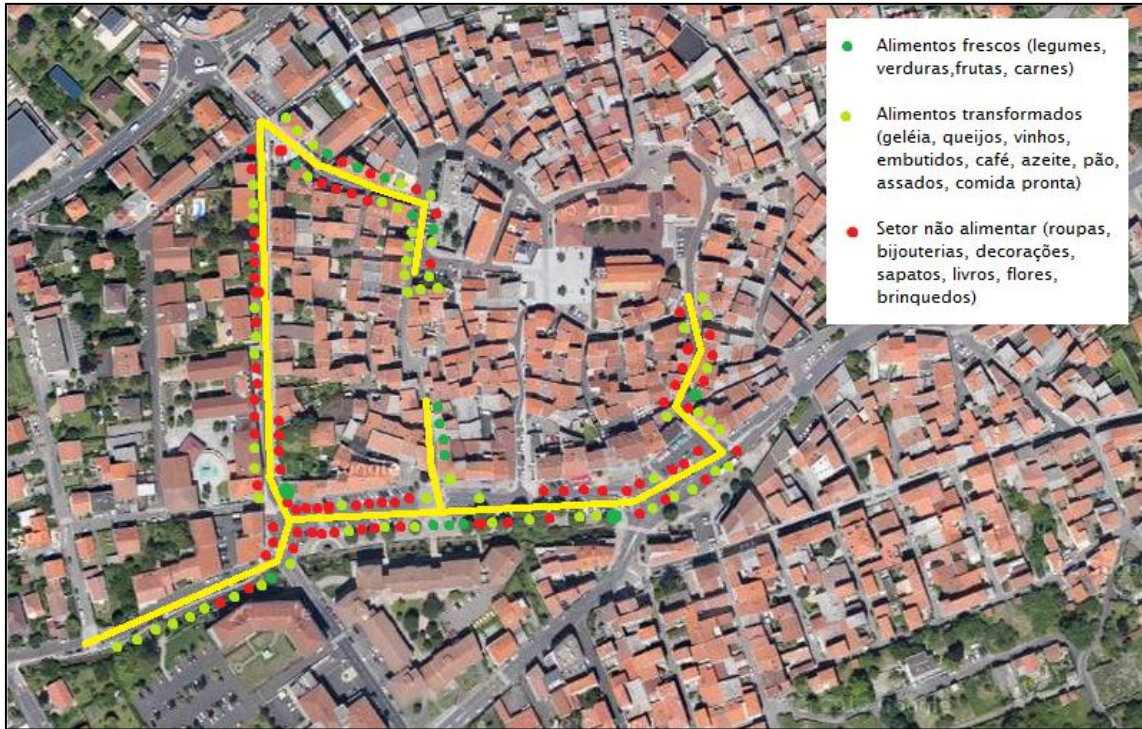 Alimentos frescos (legumes,
verduras,frutas, carnes)
Alimentos transformados
(geléia, queijos, vinhos,
embutidos, café, azeite, pão,
assados, comida pronta)
Setor não alimentar (roupas,
bijouterias, decorações,
sapatos, livros, flores,
brinquedos)